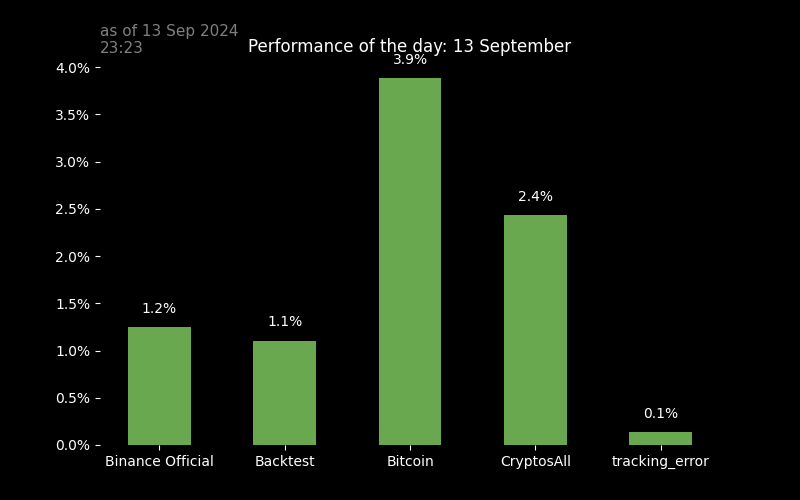 as of 13 Sep 2024
23:23
Performance of the day: 13 September
4.0%
3.5%
3.0%
2.5%
2.0%
1.5%
1.0%
0.5%
0.0%
1.2%
1.1%
3.9%
2.4%
0.1%
Binance Official
Backtest
Bitcoin
CryptosAll
tracking_error